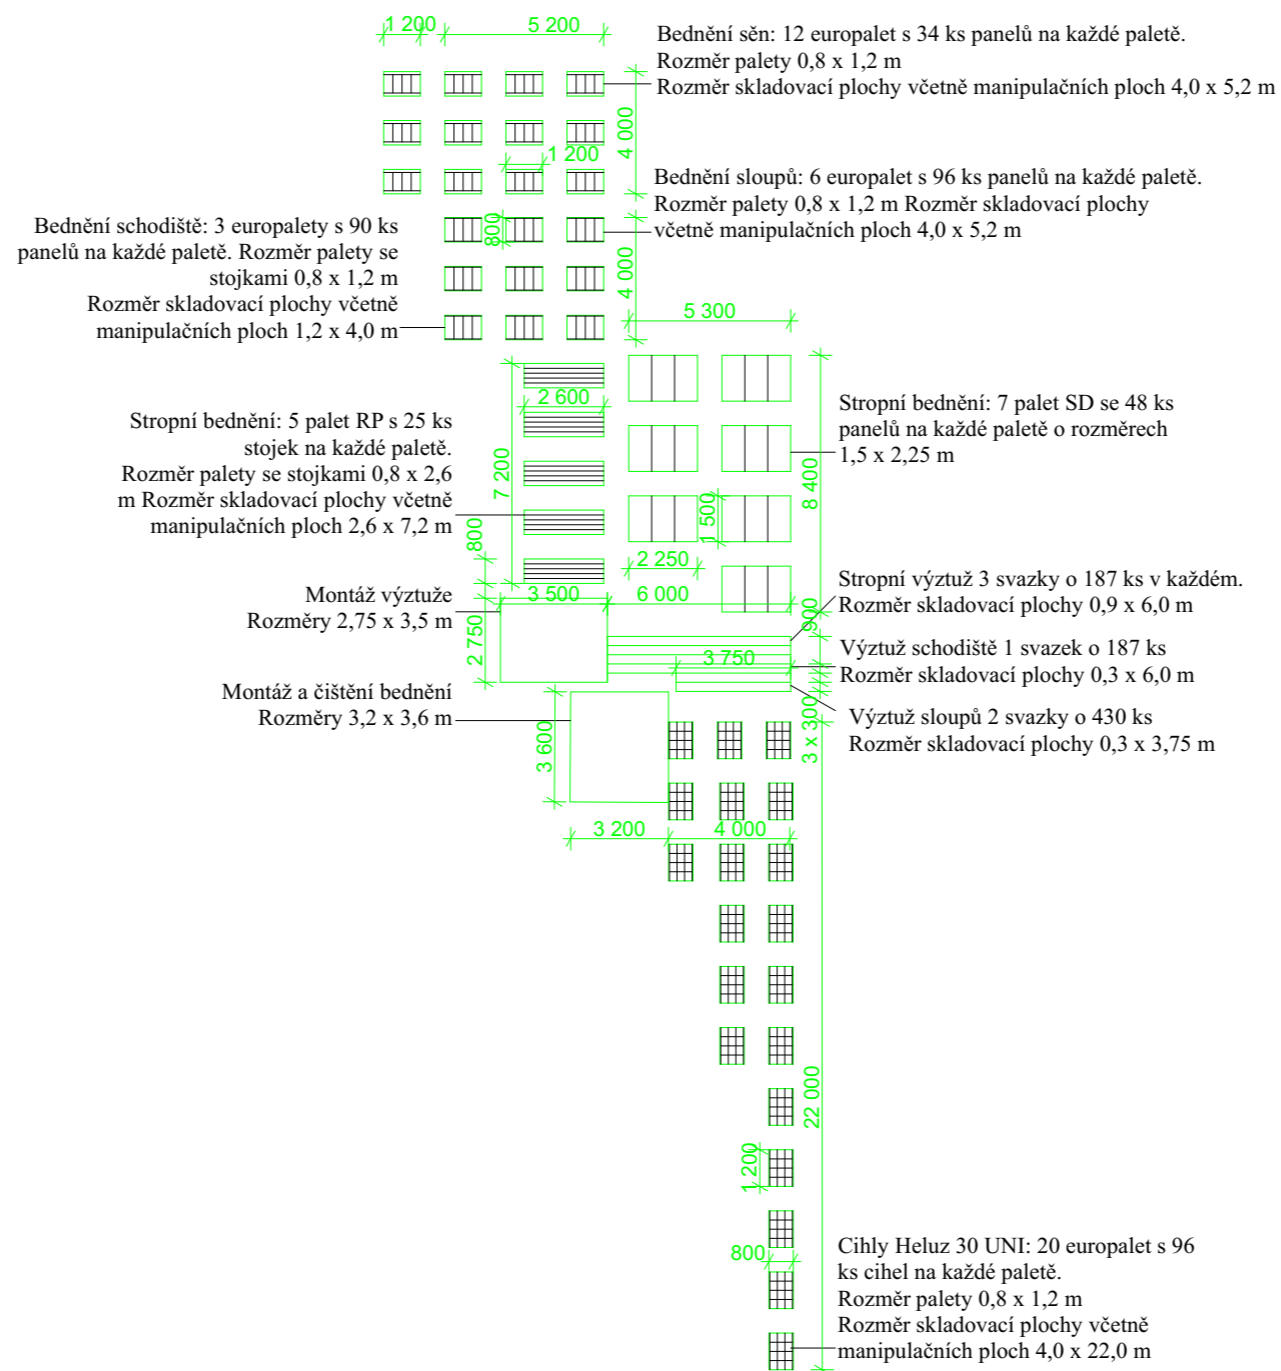 1 200
5 200
Bednění sěn: 12 europalet s 34 ks panelů na každé paletě.
Rozměr palety 0,8 x 1,2 m
Rozměr skladovací plochy včetně manipulačních ploch 4,0 x 5,2 m
4 000
1 200
Bednění sloupů: 6 europalet s 96 ks panelů na každé paletě.
Rozměr palety 0,8 x 1,2 m Rozměr skladovací plochy
včetně manipulačních ploch 4,0 x 5,2 m
800
4 000
Bednění schodiště: 3 europalety s 90 ks
panelů na každé paletě. Rozměr palety se
stojkami 0,8 x 1,2 m
Rozměr skladovací plochy včetně
manipulačních ploch 1,2 x 4,0 m
5 300
2 600
7 200
Stropní bednění: 5 palet RP s 25 ks
stojek na každé paletě.
Rozměr palety se stojkami 0,8 x 2,6
m Rozměr skladovací plochy včetně
manipulačních ploch 2,6 x 7,2 m
800
Stropní bednění: 7 palet SD se 48 ks
panelů na každé paletě o rozměrech
1,5 x 2,25 m
8 400
1 500
2 250
Montáž výztuže
Rozměry 2,75 x 3,5 m
3 500
6 000
2 750
Stropní výztuž 3 svazky o 187 ks v každém.
Rozměr skladovací plochy 0,9 x 6,0 m
900
3 750
Výztuž schodiště 1 svazek o 187 ks
Rozměr skladovací plochy 0,3 x 6,0 m
Montáž a čištění bednění
Rozměry 3,2 x 3,6 m
Výztuž sloupů 2 svazky o 430 ks
Rozměr skladovací plochy 0,3 x 3,75 m
3 x 300
3 600
3 200
4 000
22 000
1 200
800
Cihly Heluz 30 UNI: 20 europalet s 96
ks cihel na každé paletě.
Rozměr palety 0,8 x 1,2 m
Rozměr skladovací plochy včetně
manipulačních ploch 4,0 x 22,0 m